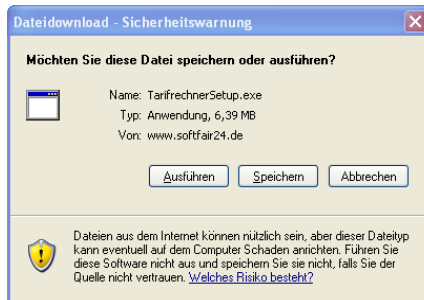 Dateidownload - Sicherheitswarnung
Möchten Sie diese Datei speichern oder ausführen?
Name: TarifrechnerSetup.exe
Typ: Anwendung, 6,39 MB
Von: www.softfair24.de
Ausführen Speichern Abbrechen
Dateien aus dem Internet können nützlich sein, aber dieser Dateityp
kann eventuell auf dem Computer Schaden anrichten. Führen Sie
diese Software nicht aus und speichern Sie sie nicht, falls Sie der
Quelle nicht vertrauen. Welches Risiko besteht?